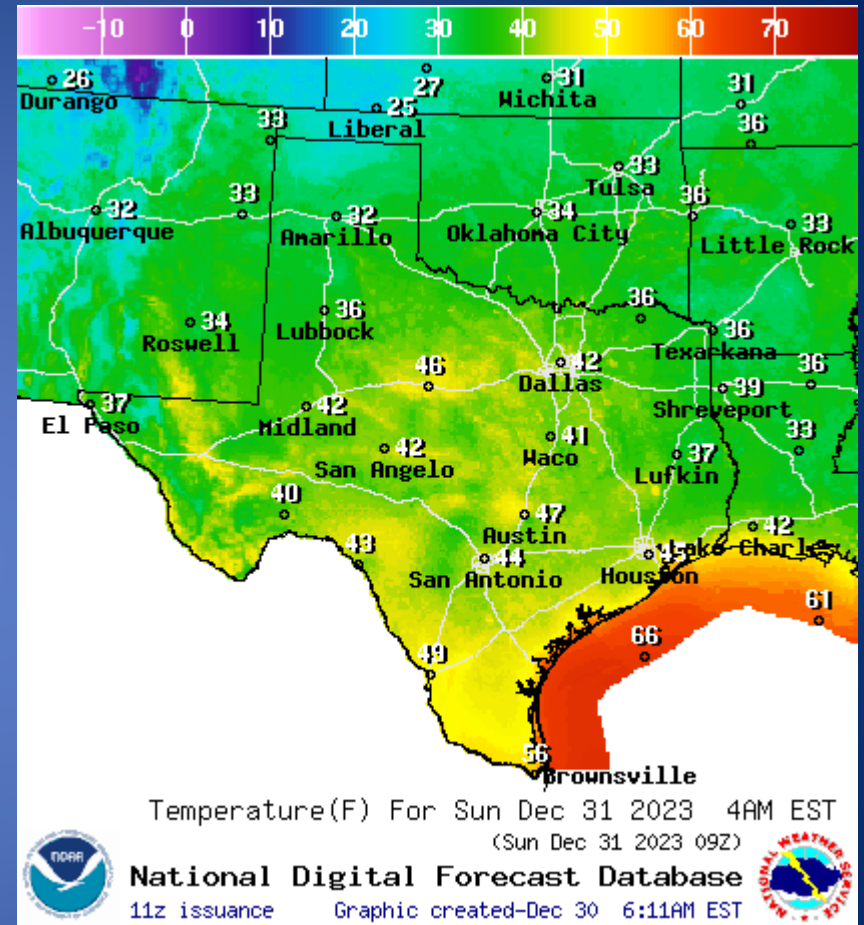 -10 0 10 20 30 40 50 60 70
26 27 31
Durango Wichita 31
25
Liberal
33 36
33
Tulsa
32 33 32 34 36 33
Albuquerque Amarillo Oklahoma City Little Rock
34 36 36 36
Roswell Lubbock Texarkana
46 42 36
Dallas 39
37 42 Shreveport
El Paso Midland
42 41 37 33
San Angelo Waco Lufkin
40 47 42
Austin
43 44 45 Lake Charles
San Antonio Houston
61
49 66
56
Brownsville
Temperature(F) For Sun Dec 31 2023 4AM EST
(Sun Dec 31 2023 09Z)
NOAA
National Digital Forecast Database
11z issuance Graphic created-Dec 30 6:11AM EST
NATIONAL WEATHER SERVICE